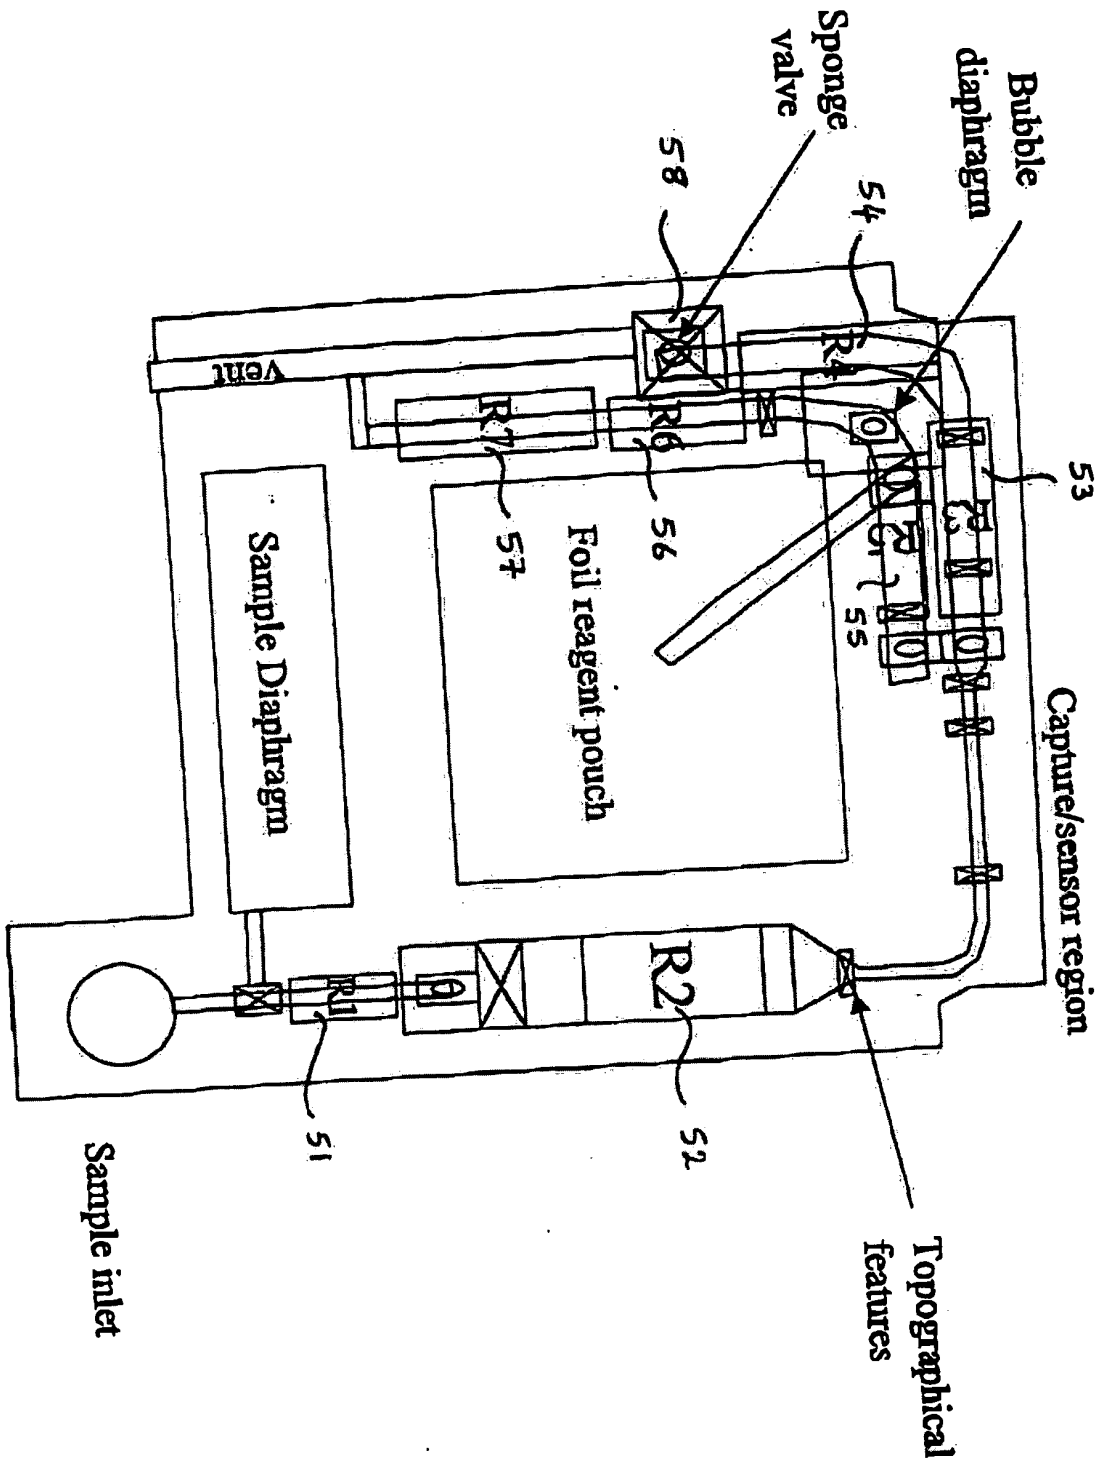 Bubble
diaphragm
Sponge
valve
58
54
53
Capture/sensor region
R4
R3
R5
55
R6
56
R7
57
vent
Foil reagent pouch
Sample Diaphragm
R2
52
R1
51
Topographical
features
Sample inlet